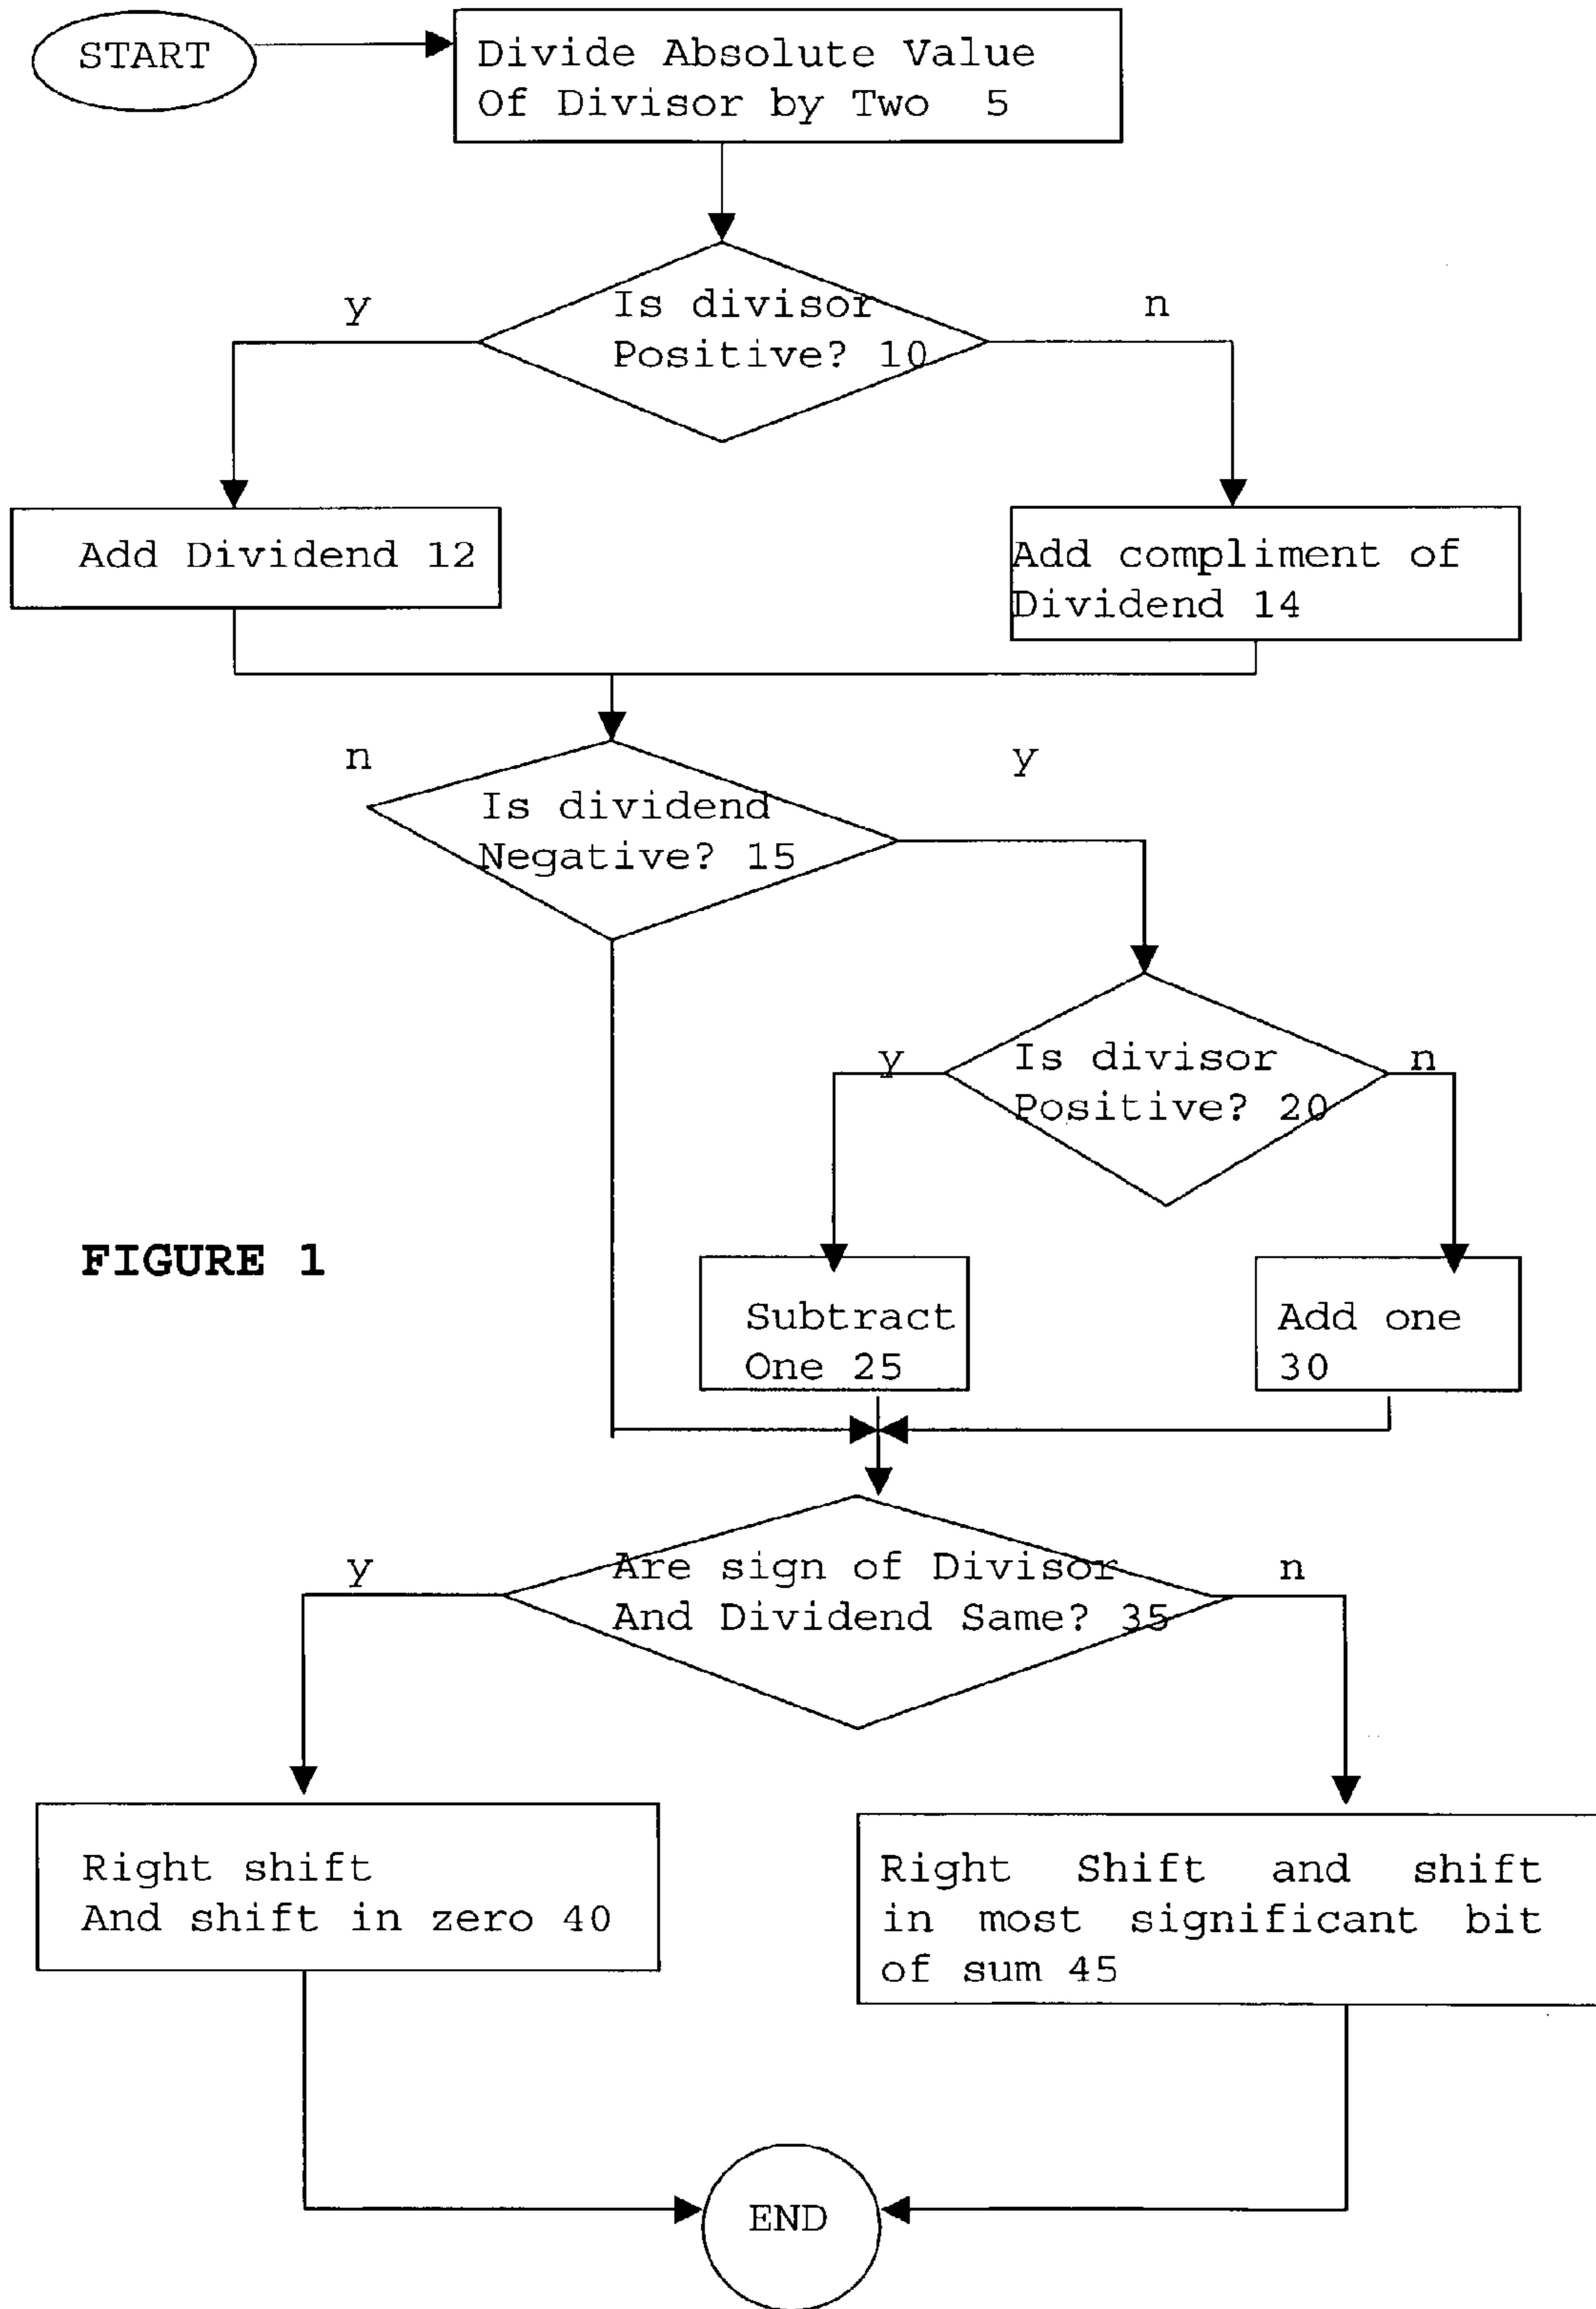 START
Divide Absolute Value
Of Divisor by Two 5
y
Is divisor
Positive? 10
n
Add Dividend 12
Add compliment of
Dividend 14
n
Is dividend
Negative? 15
y
y
Is divisor
Positive? 20
n
FIGURE 1
Subtract
One 25
Add one
30
y
Are sign of Divisor
And Dividend Same? 35
n
Right shift
And shift in zero 40
Right Shift and shift
in most significant bit
of sum 45
END